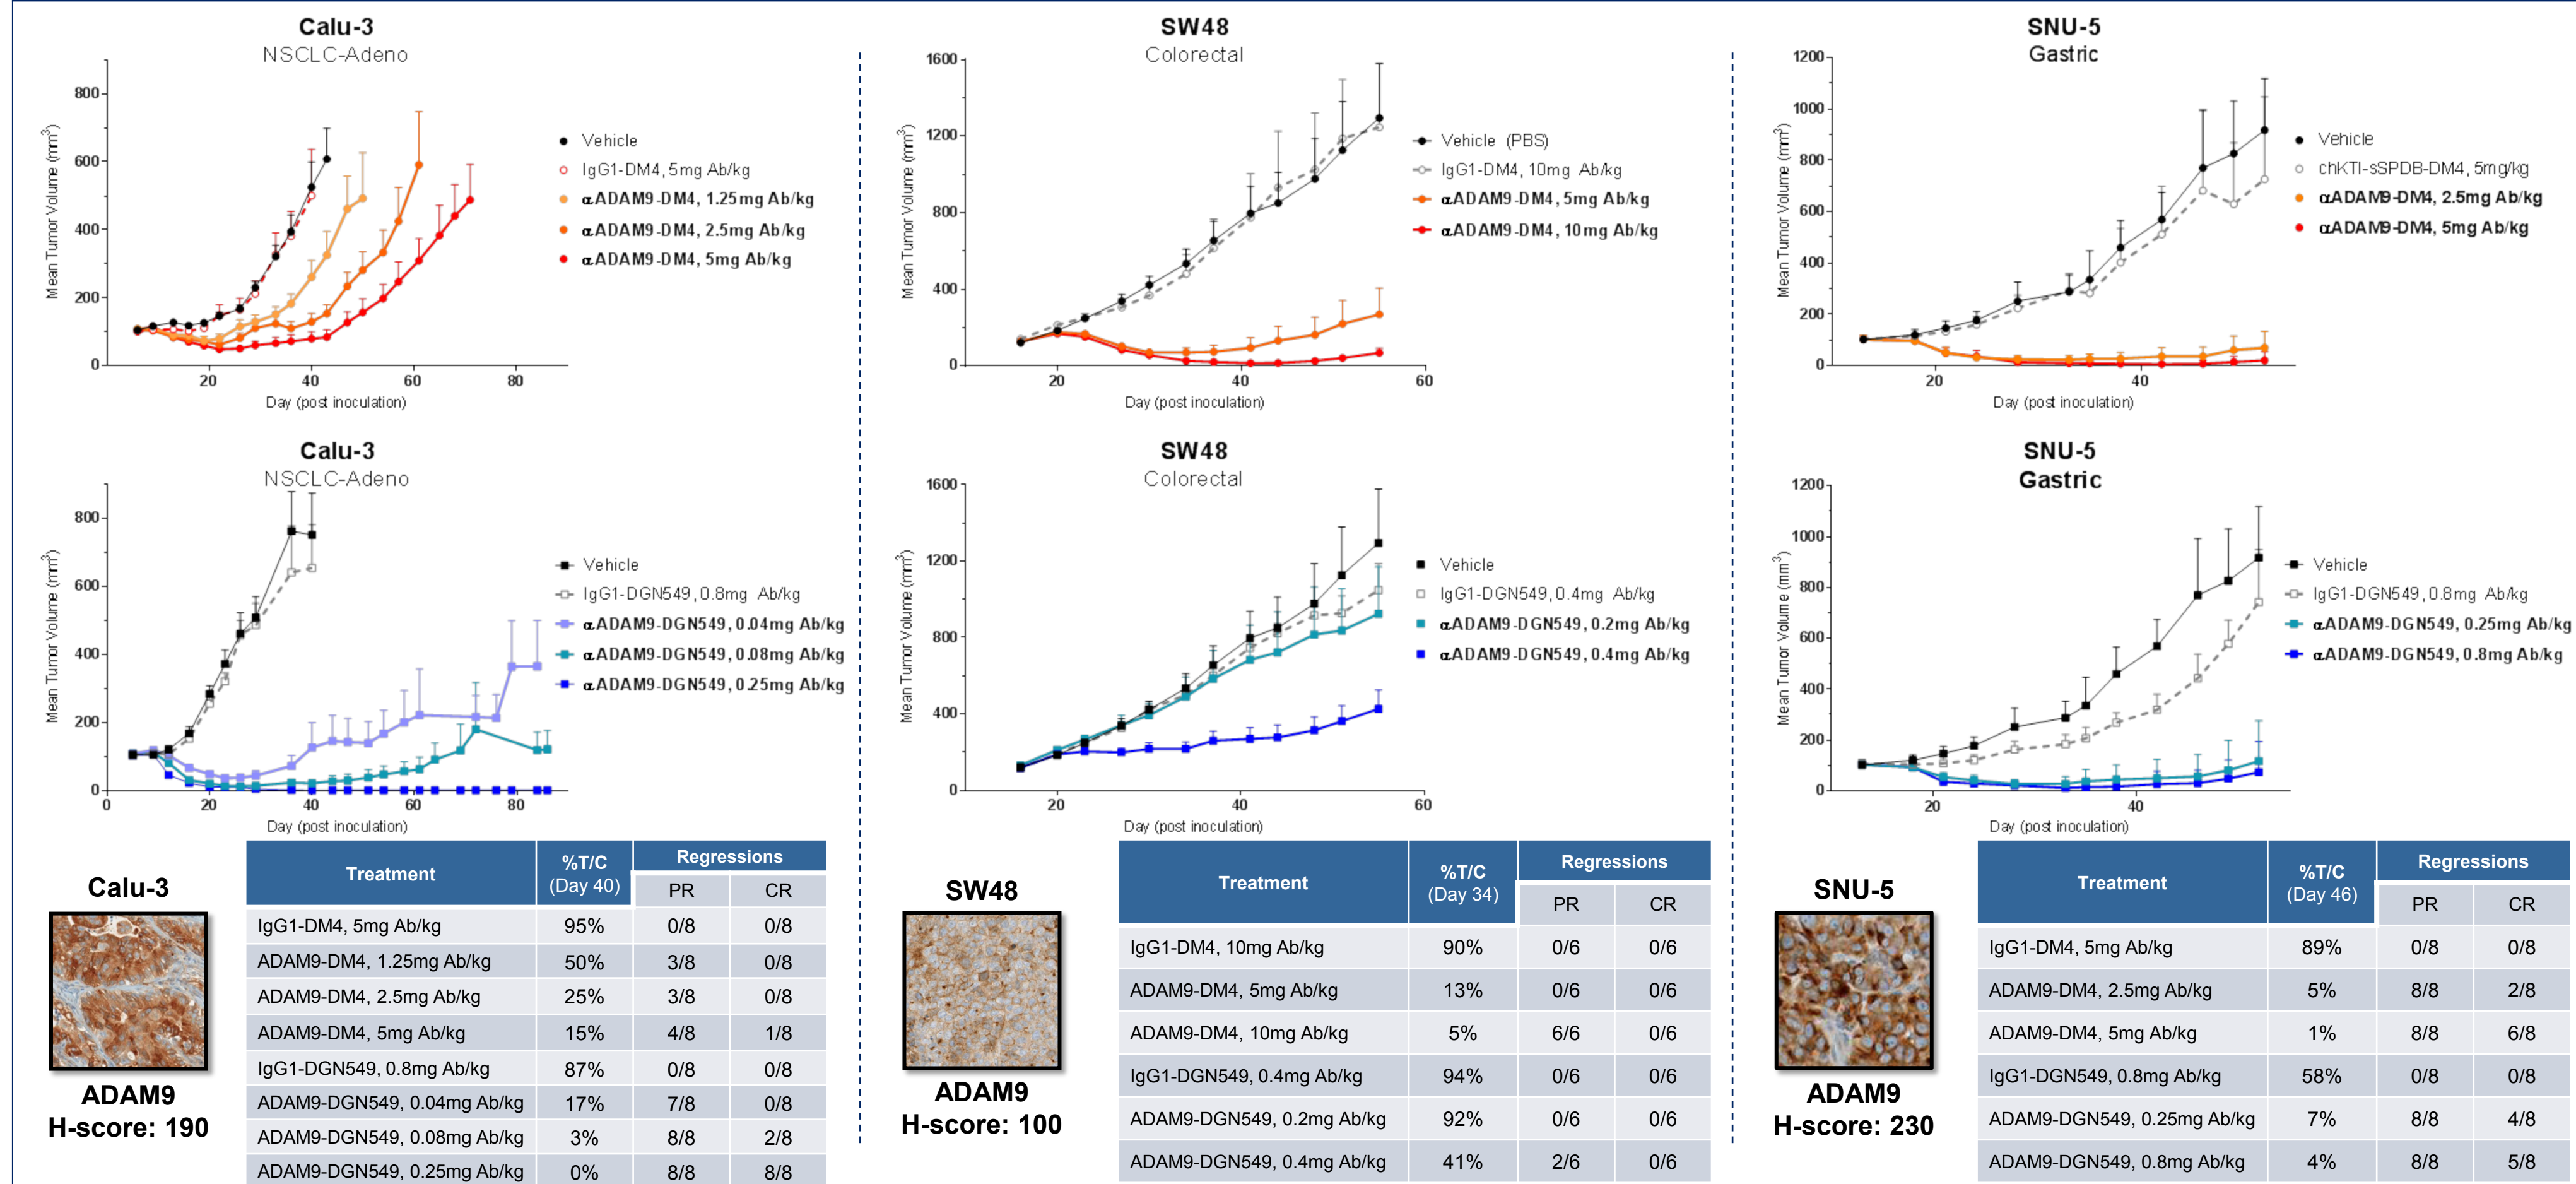 Calu-3
NSCLC-Adeno
Mean Tumor Volume (mm³)
800
600
400
200
0
20
40
60
80
Day (post inoculation)
Vehicle
IgG1-DM4, 5mg Ab/kg
αADAM9-DM4, 1.25mg Ab/kg
αADAM9-DM4, 2.5mg Ab/kg
αADAM9-DM4, 5mg Ab/kg
SW48
Colorectal
Mean Tumor Volume (mm³)
1600
1200
800
400
0
20
40
60
Day (post inoculation)
Vehicle (PBS)
IgG1-DM4, 10mg Ab/kg
αADAM9-DM4, 5mg Ab/kg
αADAM9-DM4, 10mg Ab/kg
SNU-5
Gastric
Mean Tumor Volume (mm³)
1200
1000
800
600
400
200
0
20
40
Day (post inoculation)
Vehicle
chKTI-sSPDB-DM4, 5mg/kg
αADAM9-DM4, 2.5mg Ab/kg
αADAM9-DM4, 5mg Ab/kg
Calu-3
NSCLC-Adeno
Mean Tumor Volume (mm³)
800
600
400
200
0
0
20
40
60
80
Day (post inoculation)
Vehicle
IgG1-DGN549, 0.8mg Ab/kg
αADAM9-DGN549, 0.04mg Ab/kg
αADAM9-DGN549, 0.08mg Ab/kg
αADAM9-DGN549, 0.25mg Ab/kg
SW48
Colorectal
Mean Tumor Volume (mm³)
1600
1200
800
400
0
20
40
60
Day (post inoculation)
Vehicle
IgG1-DGN549, 0.4mg Ab/kg
αADAM9-DGN549, 0.2mg Ab/kg
αADAM9-DGN549, 0.4mg Ab/kg
SNU-5
Gastric
Mean Tumor Volume (mm³)
1200
1000
800
600
400
200
0
20
40
Day (post inoculation)
Vehicle
IgG1-DGN549, 0.8mg Ab/kg
αADAM9-DGN549, 0.25mg Ab/kg
αADAM9-DGN549, 0.8mg Ab/kg
Calu-3
ADAM9
H-score: 190
Treatment %T/C (Day 40) Regressions
PR CR
IgG1-DM4, 5mg Ab/kg 95% 0/8 0/8
ADAM9-DM4, 1.25mg Ab/kg 50% 3/8 0/8
ADAM9-DM4, 2.5mg Ab/kg 25% 3/8 0/8
ADAM9-DM4, 5mg Ab/kg 15% 4/8 1/8
IgG1-DGN549, 0.8mg Ab/kg 87% 0/8 0/8
ADAM9-DGN549, 0.04mg Ab/kg 17% 7/8 0/8
ADAM9-DGN549, 0.08mg Ab/kg 3% 8/8 2/8
ADAM9-DGN549, 0.25mg Ab/kg 0% 8/8 8/8
SW48
ADAM9
H-score: 100
Treatment %T/C (Day 34) Regressions
PR CR
IgG1-DM4, 10mg Ab/kg 90% 0/6 0/6
ADAM9-DM4, 5mg Ab/kg 13% 0/6 0/6
ADAM9-DM4, 10mg Ab/kg 5% 6/6 0/6
IgG1-DGN549, 0.4mg Ab/kg 94% 0/6 0/6
ADAM9-DGN549, 0.2mg Ab/kg 92% 0/6 0/6
ADAM9-DGN549, 0.4mg Ab/kg 41% 2/6 0/6
SNU-5
ADAM9
H-score: 230
Treatment %T/C (Day 46) Regressions
PR CR
IgG1-DM4, 5mg Ab/kg 89% 0/8 0/8
ADAM9-DM4, 2.5mg Ab/kg 5% 8/8 2/8
ADAM9-DM4, 5mg Ab/kg 1% 8/8 6/8
IgG1-DGN549, 0.8mg Ab/kg 58% 0/8 0/8
ADAM9-DGN549, 0.25mg Ab/kg 7% 8/8 4/8
ADAM9-DGN549, 0.8mg Ab/kg 4% 8/8 5/8